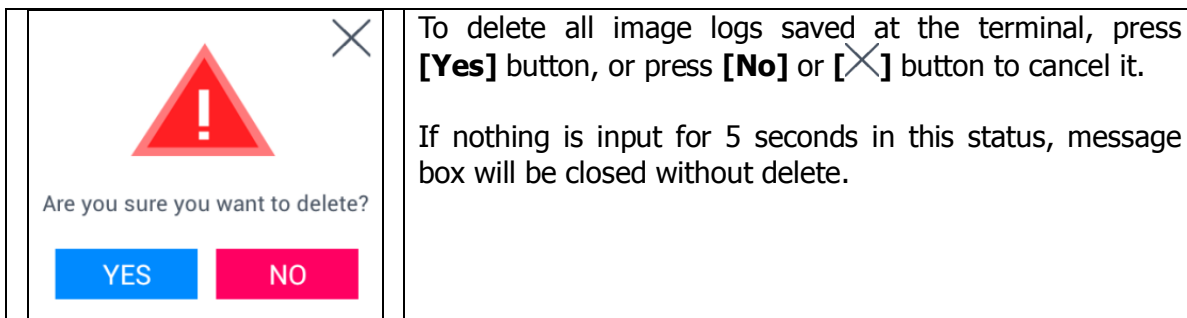 !
Are you sure you want to delete?
YES NO
To delete all image logs saved at the terminal, press
[Yes] button, or press [No] or [╳] button to cancel it.
If nothing is input for 5 seconds in this status, message
box will be closed without delete.